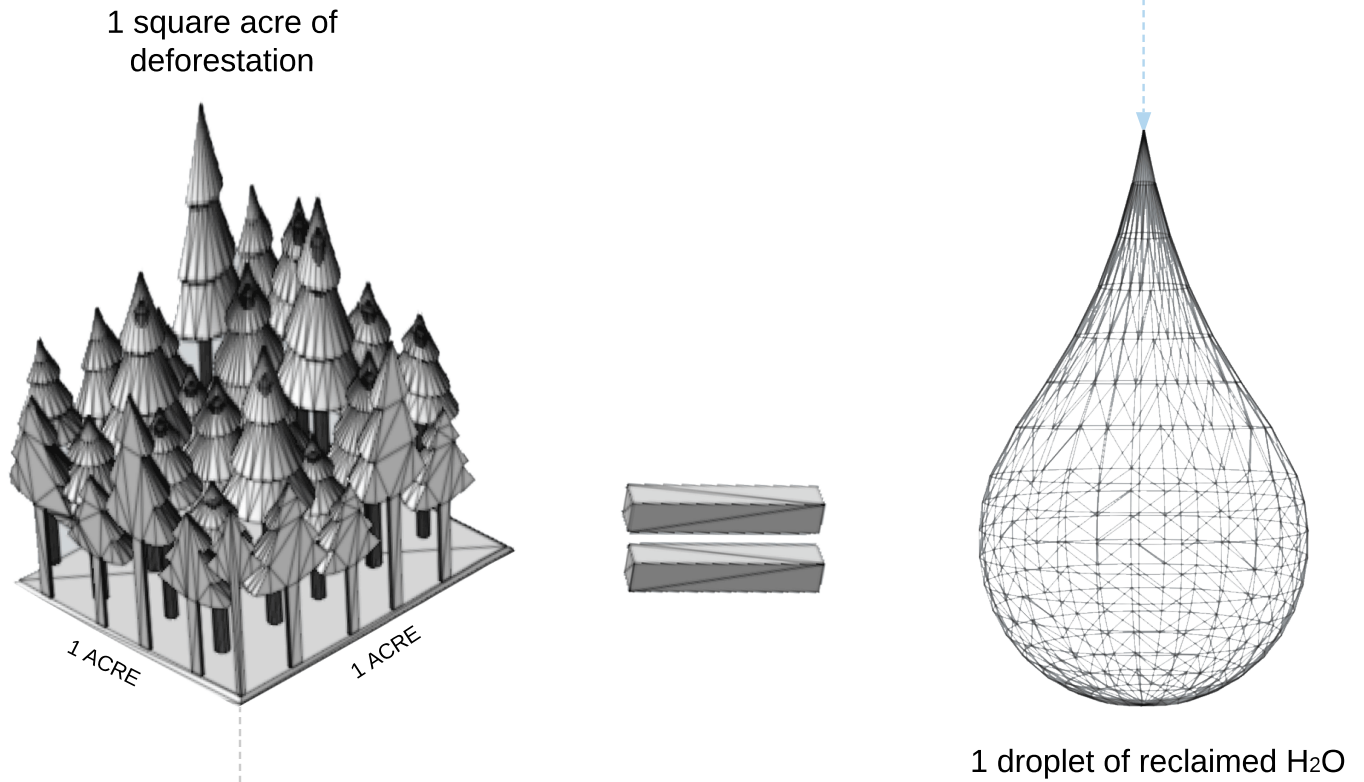 1 square acre of
deforestation
1 ACRE
1 ACRE
1 droplet of reclaimed H2O